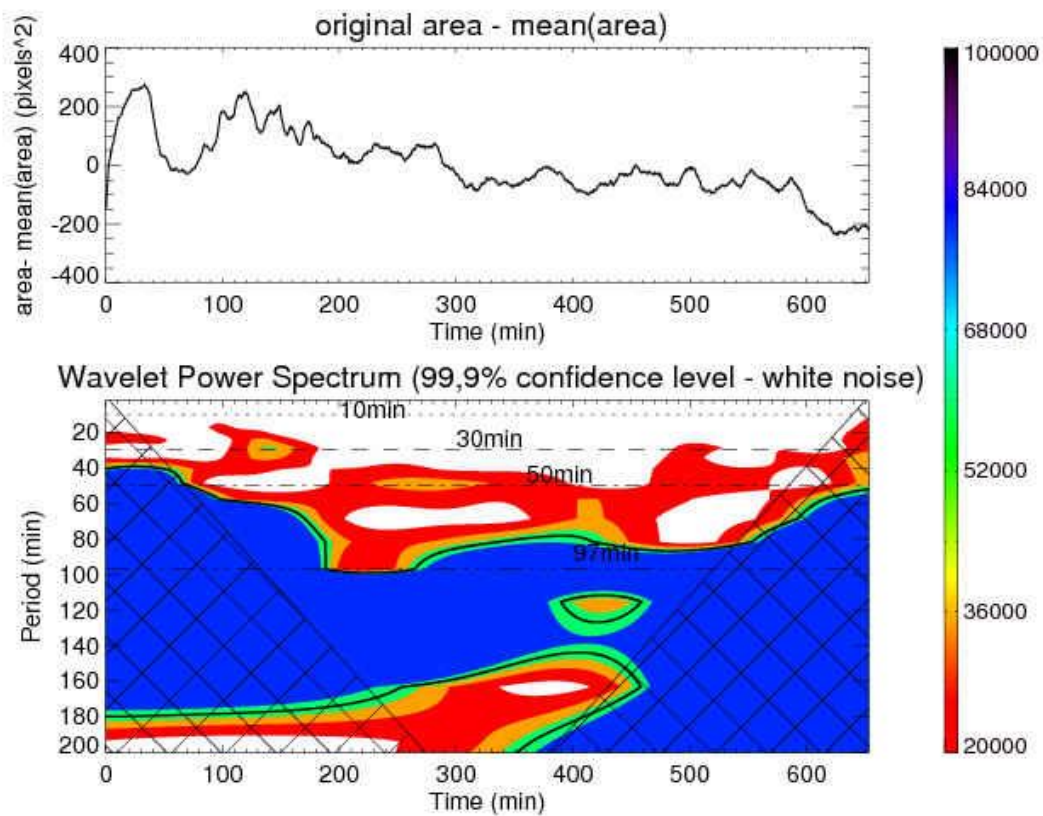 original area - mean(area)
area- mean(area) (pixels^2)
400
200
0
-200
-400
0 100 200 300 400 500 600
Time (min)
100000
84000
68000
52000
36000
20000
Wavelet Power Spectrum (99,9% confidence level - white noise)
Period (min)
20
40
60
80
100
120
140
160
180
200
10min
30min
50min
97min
0 100 200 300 400 500 600
Time (min)